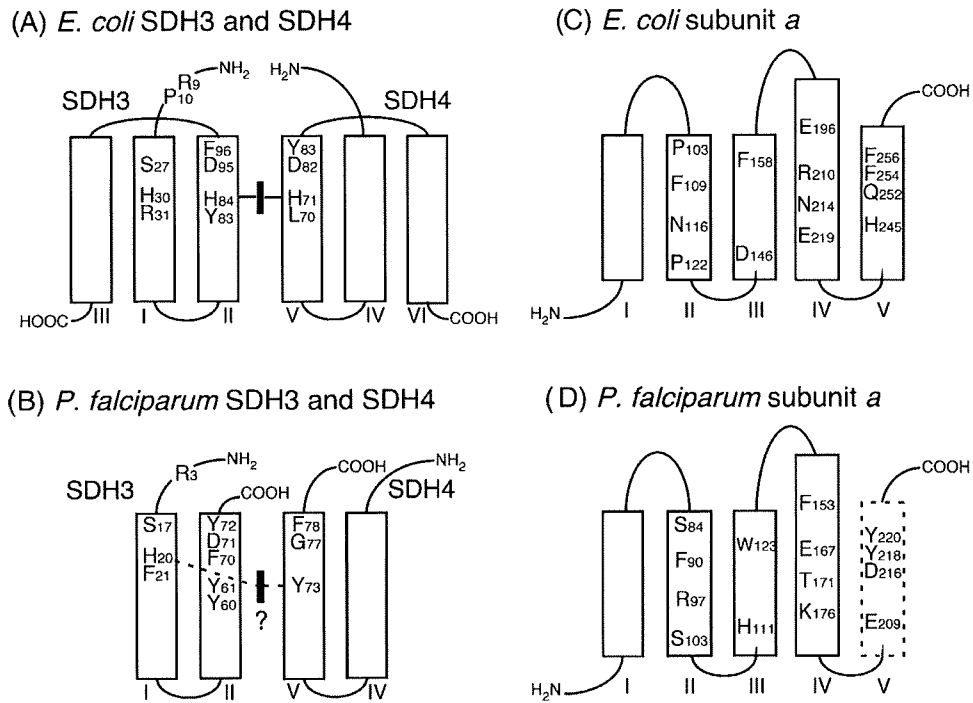 (A) E. coli SDH3 and SDH4
SDH3
R9
P10
NH2
H2N
SDH4
S27
H30
R31
F96
D95
H84
Y83
Y83
D82
H71
L70
HOOC
III
I
II
V
IV
VI
COOH
(B) P. falciparum SDH3 and SDH4
SDH3
R3
NH2
COOH
COOH
NH2
SDH4
S17
H20
F21
Y72
D71
F70
Y61
Y60
F78
G77
Y73
?
I
II
V
IV
(C) E. coli subunit a
COOH
P103
F109
N116
P122
F158
D146
E196
R210
N214
E219
F256
F254
Q252
H245
H2N
I
II
III
IV
V
(D) P. falciparum subunit a
COOH
S84
F90
R97
S103
W123
H111
F153
E167
T171
K176
Y220
Y218
D216
E209
H2N
I
II
III
IV
V